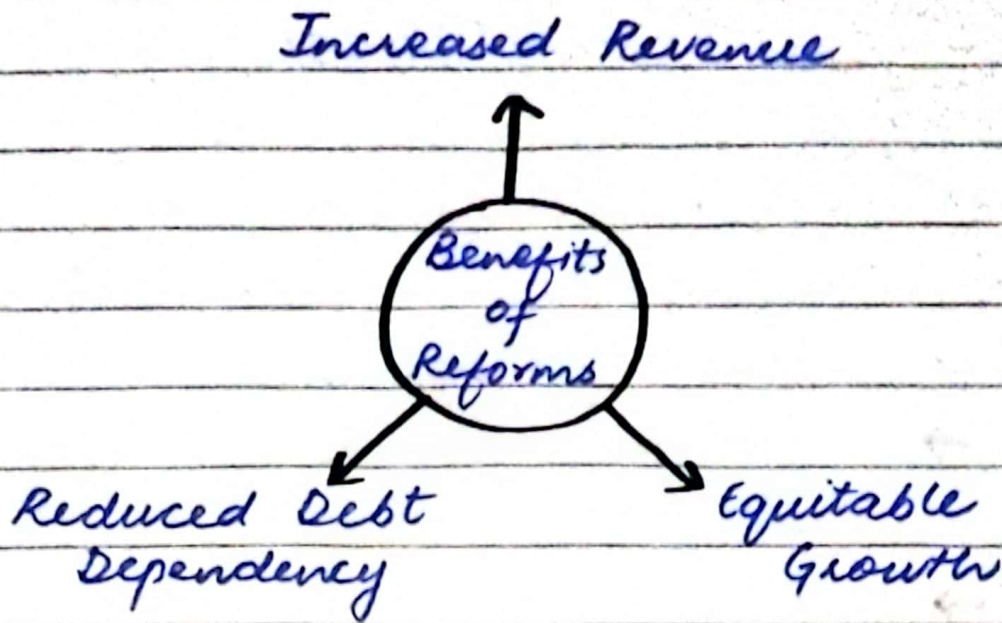 Increased Revenue
Benefits
of
Reforms
Reduced Debt
Dependency
Equitable
Growth